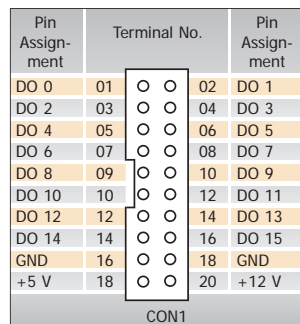 Pin Assign- ment Terminal No. Pin Assign- ment
DO 0 01 02 DO 1
DO 2 03 04 DO 3
DO 4 05 06 DO 5
DO 6 07 08 DO 7
DO 8 09 10 DO 9
DO 10 10 12 DO 11
DO 12 12 14 DO 13
DO 14 14 16 DO 15
GND 16 18 GND
+5 V 18 20 +12 V
CON1